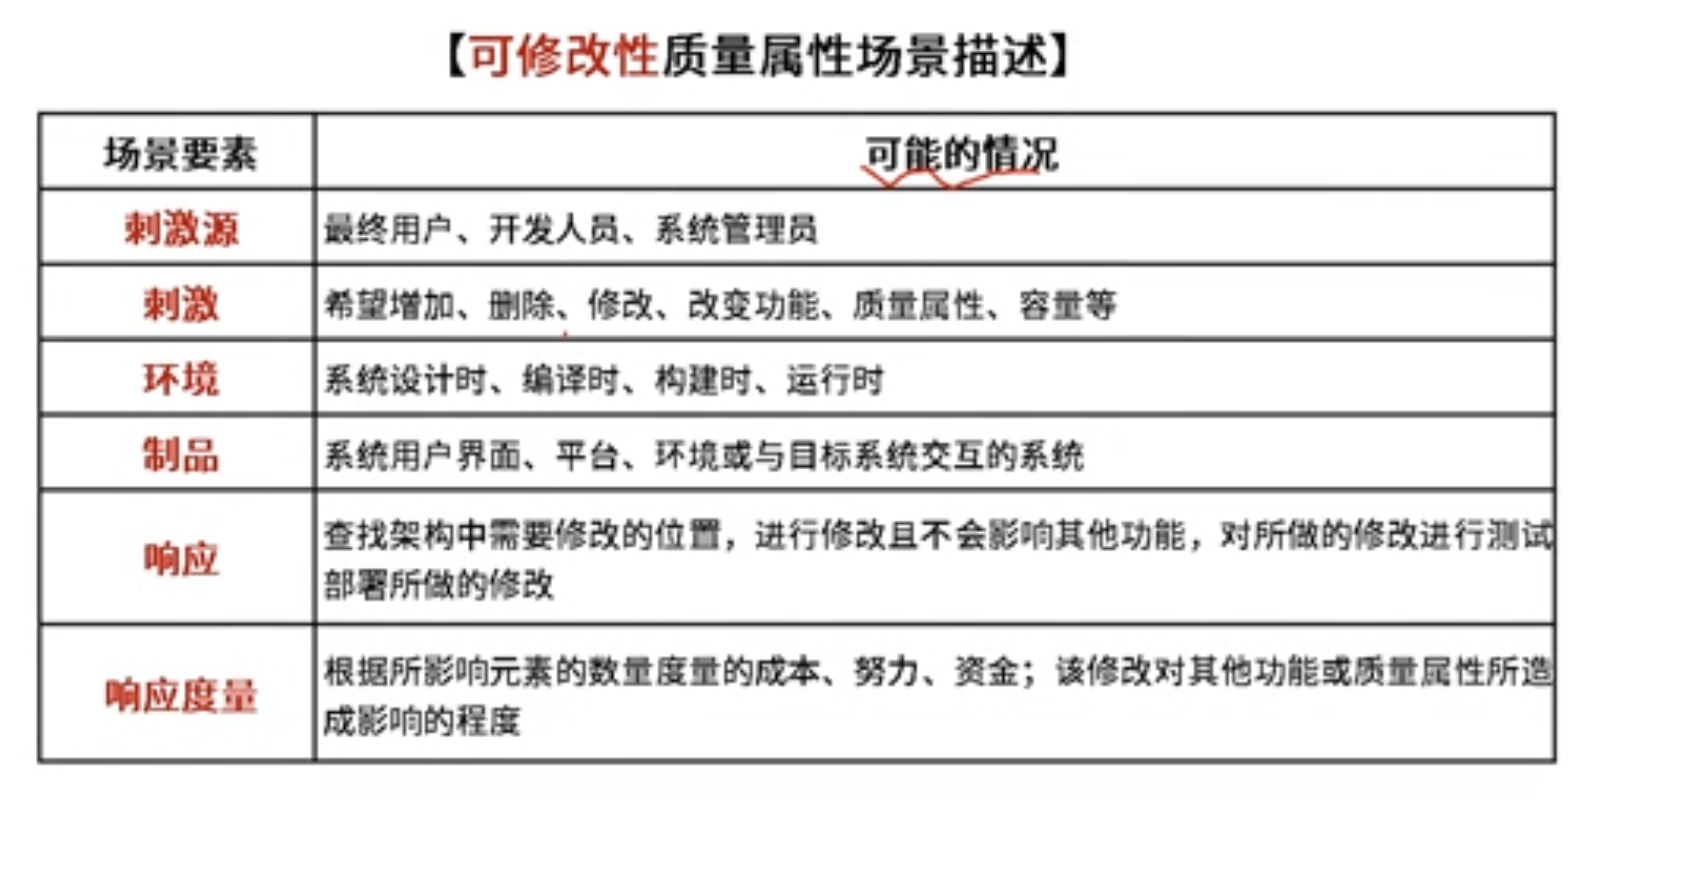 【可修改性质量属性场景描述】
场景要素 可能的情况
刺激源 最终用户、开发人员、系统管理员
刺激 希望增加、删除、修改、改变功能、质量属性、容量等
环境 系统设计时、编译时、构建时、运行时
制品 系统用户界面、平台、环境或与目标系统交互的系统
响应 查找架构中需要修改的位置，进行修改且不会影响其他功能，对所做的修改进行测试
部署所做的修改
响应度量 根据所影响元素的数量度量的成本、努力、资金；该修改对其他功能或质量属性所造
成影响的程度